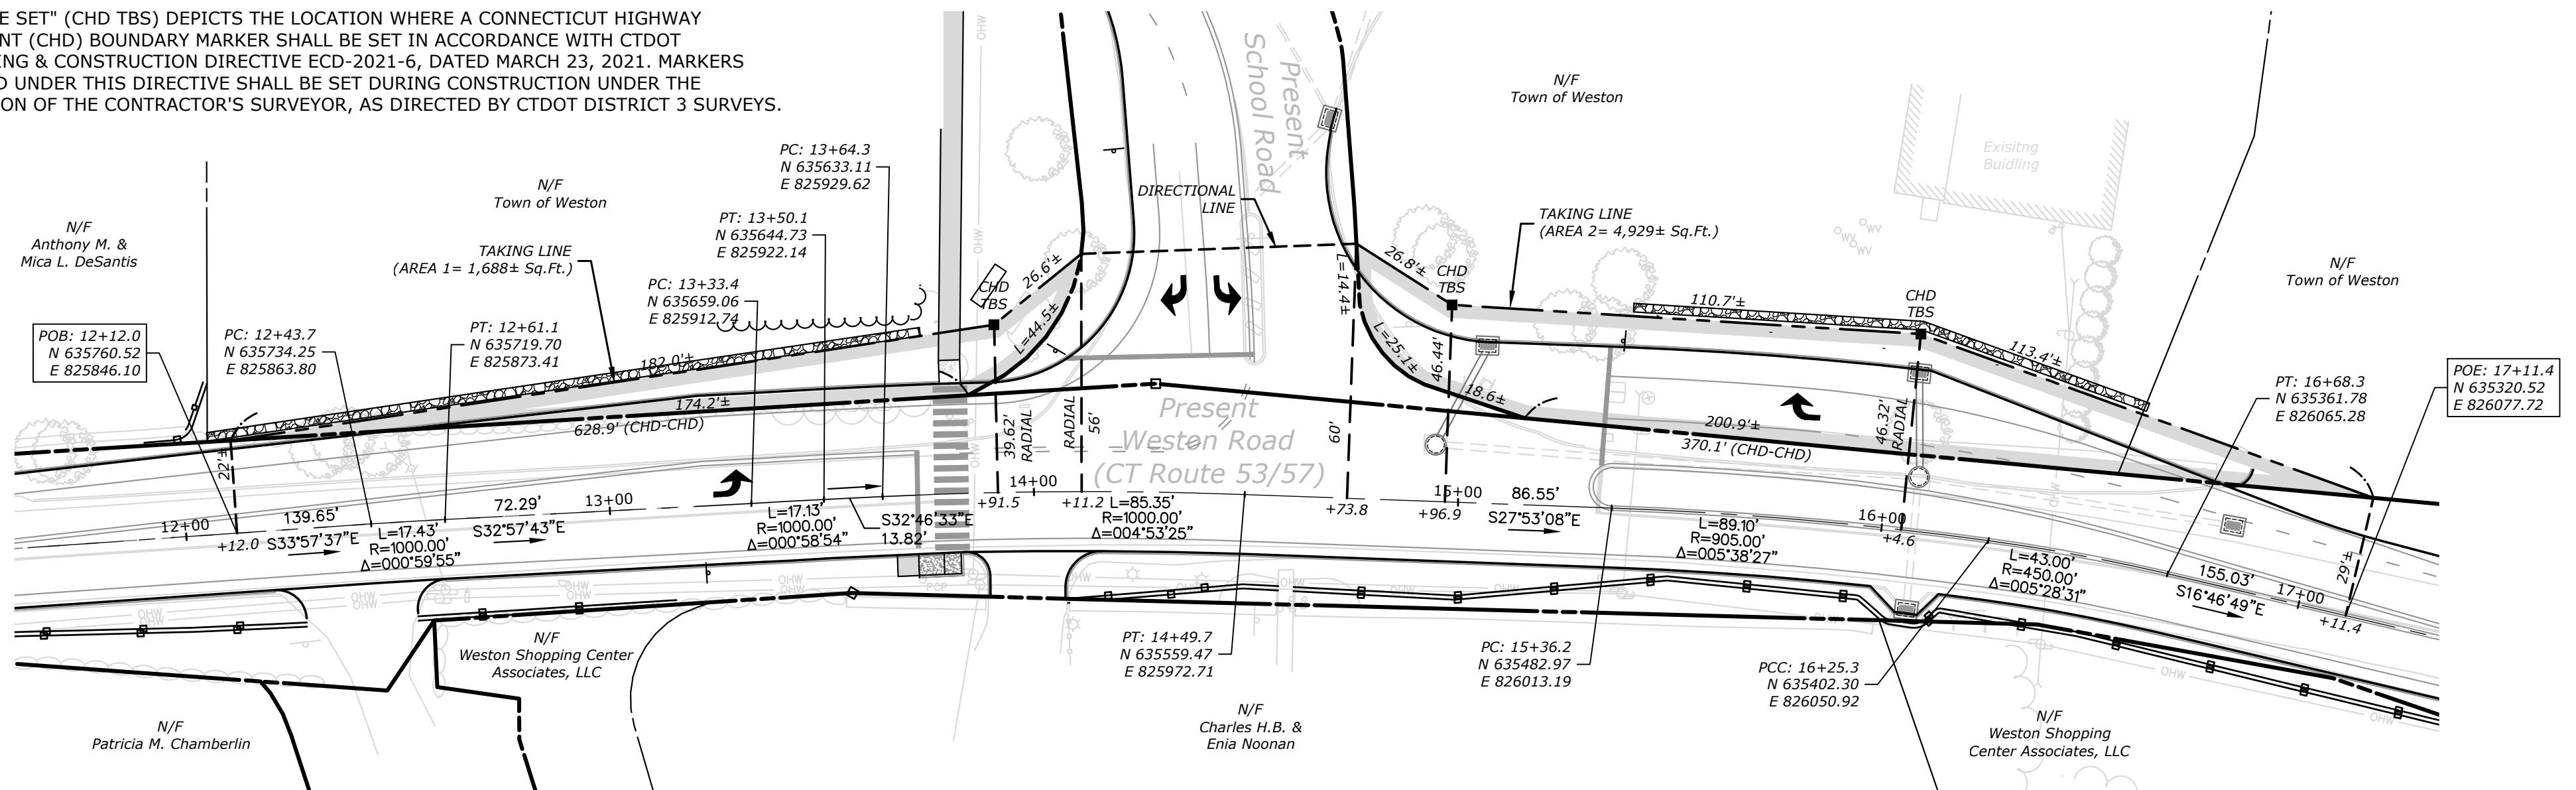 E SET" (CHD TBS) DEPICTS THE LOCATION WHERE A CONNECTICUT HIGHWAY
NT (CHD) BOUNDARY MARKER SHALL BE SET IN ACCORDANCE WITH CTDOT
ING & CONSTRUCTION DIRECTIVE ECD-2021-6, DATED MARCH 23, 2021. MARKERS
D UNDER THIS DIRECTIVE SHALL BE SET DURING CONSTRUCTION UNDER THE
ON OF THE CONTRACTOR'S SURVEYOR, AS DIRECTED BY CTDOT DISTRICT 3 SURVEYS.
N/F
Anthony M. &
Mica L. DeSantis
N/F
Town of Weston
TAKING LINE
(AREA 1= 1,688± Sq.Ft.)
POB: 12+12.0
N 635760.52
E 825846.10
PC: 12+43.7
N 635734.25
E 825863.80
PT: 12+61.1
N 635719.70
E 825873.41
PC: 13+33.4
N 635659.06
E 825912.74
PT: 13+50.1
N 635644.73
E 825922.14
PC: 13+64.3
N 635633.11
E 825929.62
OHW
Present
School Road
DIRECTIONAL
LINE
N/F
Town of Weston
TAKING LINE
(AREA 2= 4,929± Sq.Ft.)
Exisitng
Buidling
OWV
OWV
N/F
Town of Weston
CHD
TBS
CHD
TBS
CHD
TBS
26.6'±
L=44.5'±
26.8'±
L=14.4'±
L=25.1'±
18.6'±
110.7'±
113.4'±
182.0'±
174.2'±
628.9' (CHD-CHD)
200.9'±
370.1' (CHD-CHD)
22'±
39.62'
RADIAL
RADIAL
56'
60'
46.44'
46.32'
RADIAL
29'±
OHW
OHW
OHW
Present
Weston Road
(CT Route 53/57)
PT: 16+68.3
N 635361.78
E 826065.28
POE: 17+11.4
N 635320.52
E 826077.72
12+00
+12.0
139.65'
S33°57'37"E
L=17.43'
R=1000.00'
Δ=000°59'55"
72.29'
S32°57'43"E
13+00
L=17.13'
R=1000.00'
Δ=000°58'54"
S32°46'33"E
13.82'
+91.5
14+00
+11.2
L=85.35'
R=1000.00'
Δ=004°53'25"
+73.8
15+00
+96.9
86.55'
S27°53'08"E
L=89.10'
R=905.00'
Δ=005°38'27"
16+00
+4.6
L=43.00'
R=450.00'
Δ=005°28'31"
155.03'
S16°46'49"E
17+00
+11.4
OHW
OHW
OHW
OHW
OHW
PCP
OHW
OHW
OHW
OHW
N/F
Patricia M. Chamberlin
N/F
Weston Shopping Center
Associates, LLC
PT: 14+49.7
N 635559.47
E 825972.71
N/F
Charles H.B. &
Enia Noonan
PC: 15+36.2
N 635482.97
E 826013.19
PCC: 16+25.3
N 635402.30
E 826050.92
N/F
Weston Shopping
Center Associates, LLC